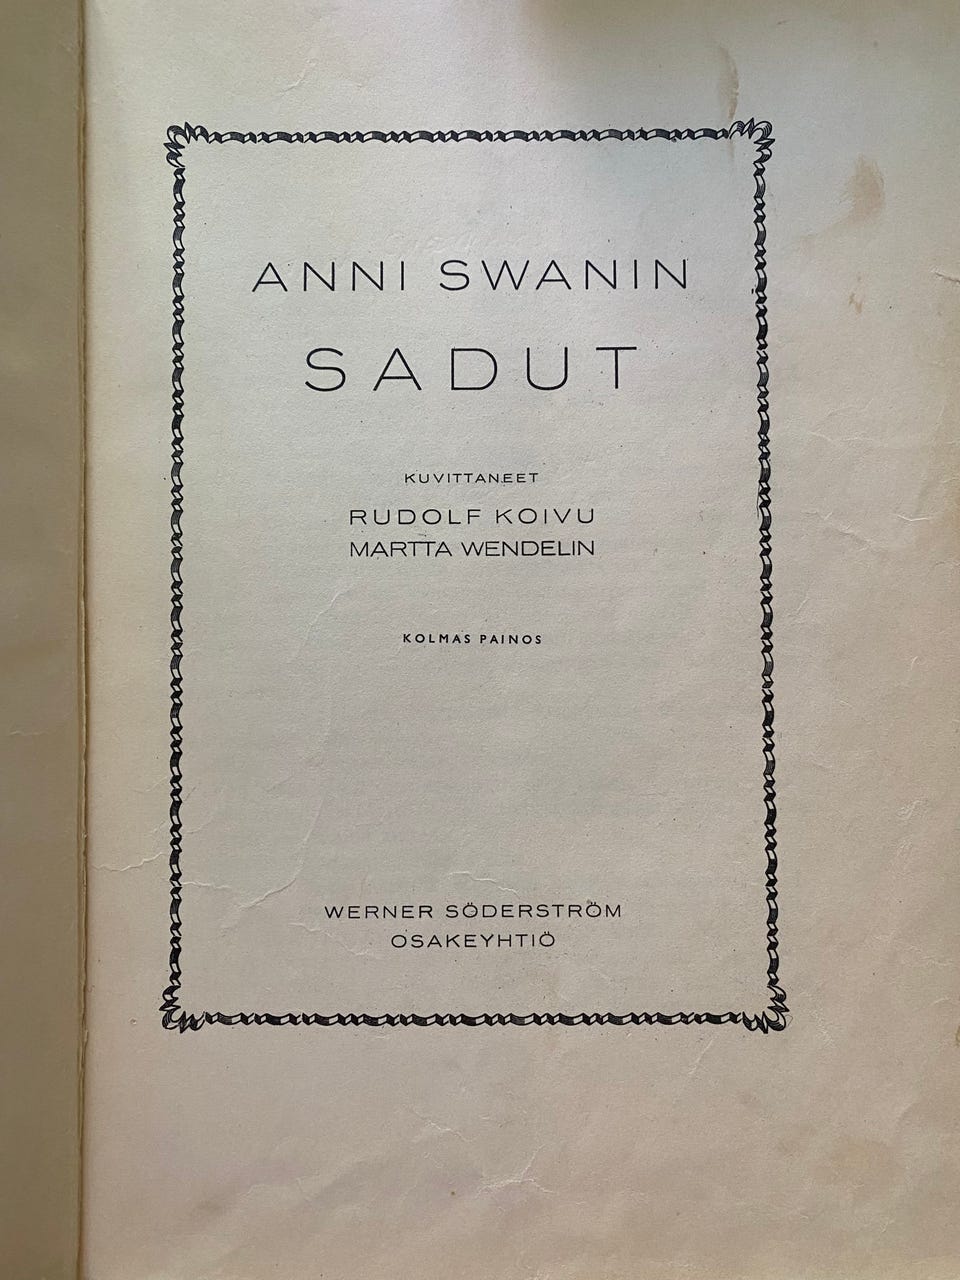 ANNI SWANIN
SADUT
KUVITTANEET
RUDOLF KOIVU
MARTTA WENDELIN
KOLMAS PAINOS
WERNER SÖDERSTRÖM
OSAKEYHTIÖ